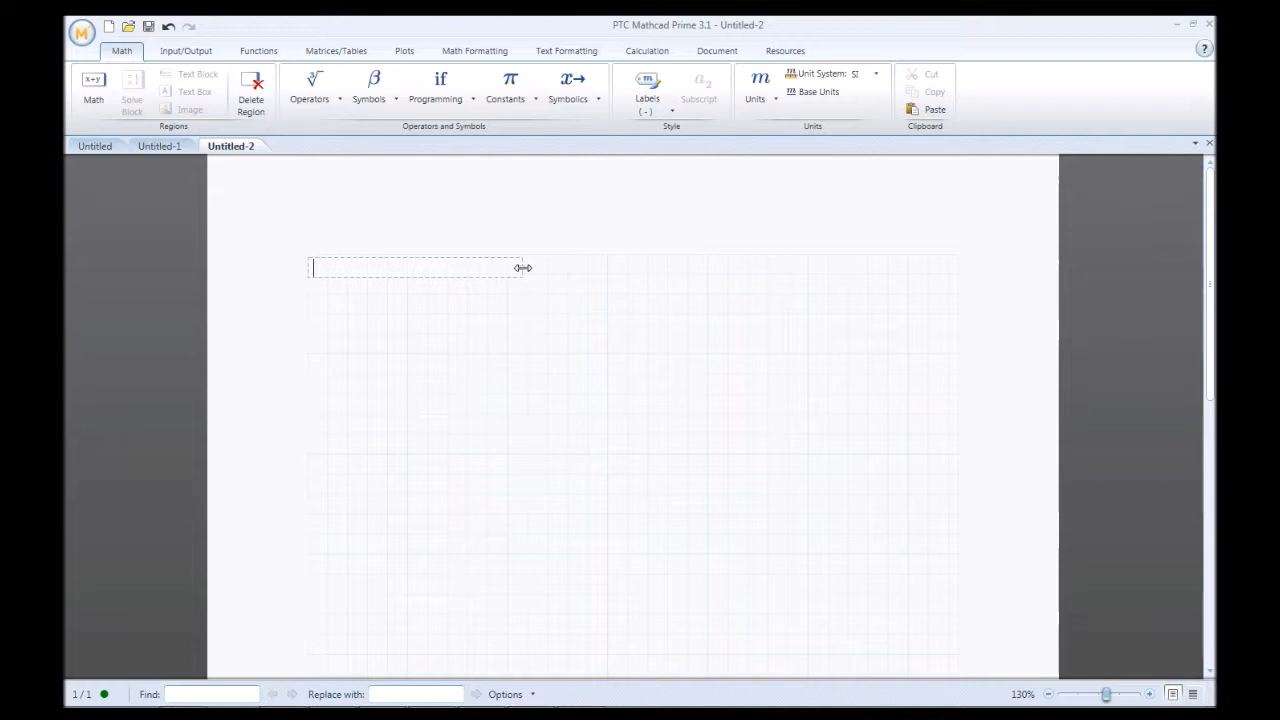 PTC Mathcad Prime 3.1 - Untitled-2
Math Input/Output Functions Matrices/Tables Plots Math Formatting Text Formatting Calculation Document Resources
Math
Solve Block
Text Block
Text Box
Image
Delete Region
Regions
Operators
Symbols
if
Programming
π
Constants
Symbolics
Operators and Symbols
Labels
( - )
Subscript
Style
Units
Unit System: SI
Base Units
Units
Cut
Copy
Paste
Clipboard
Untitled Untitled-1 Untitled-2
1 / 1 Find: Replace with: Options 130%